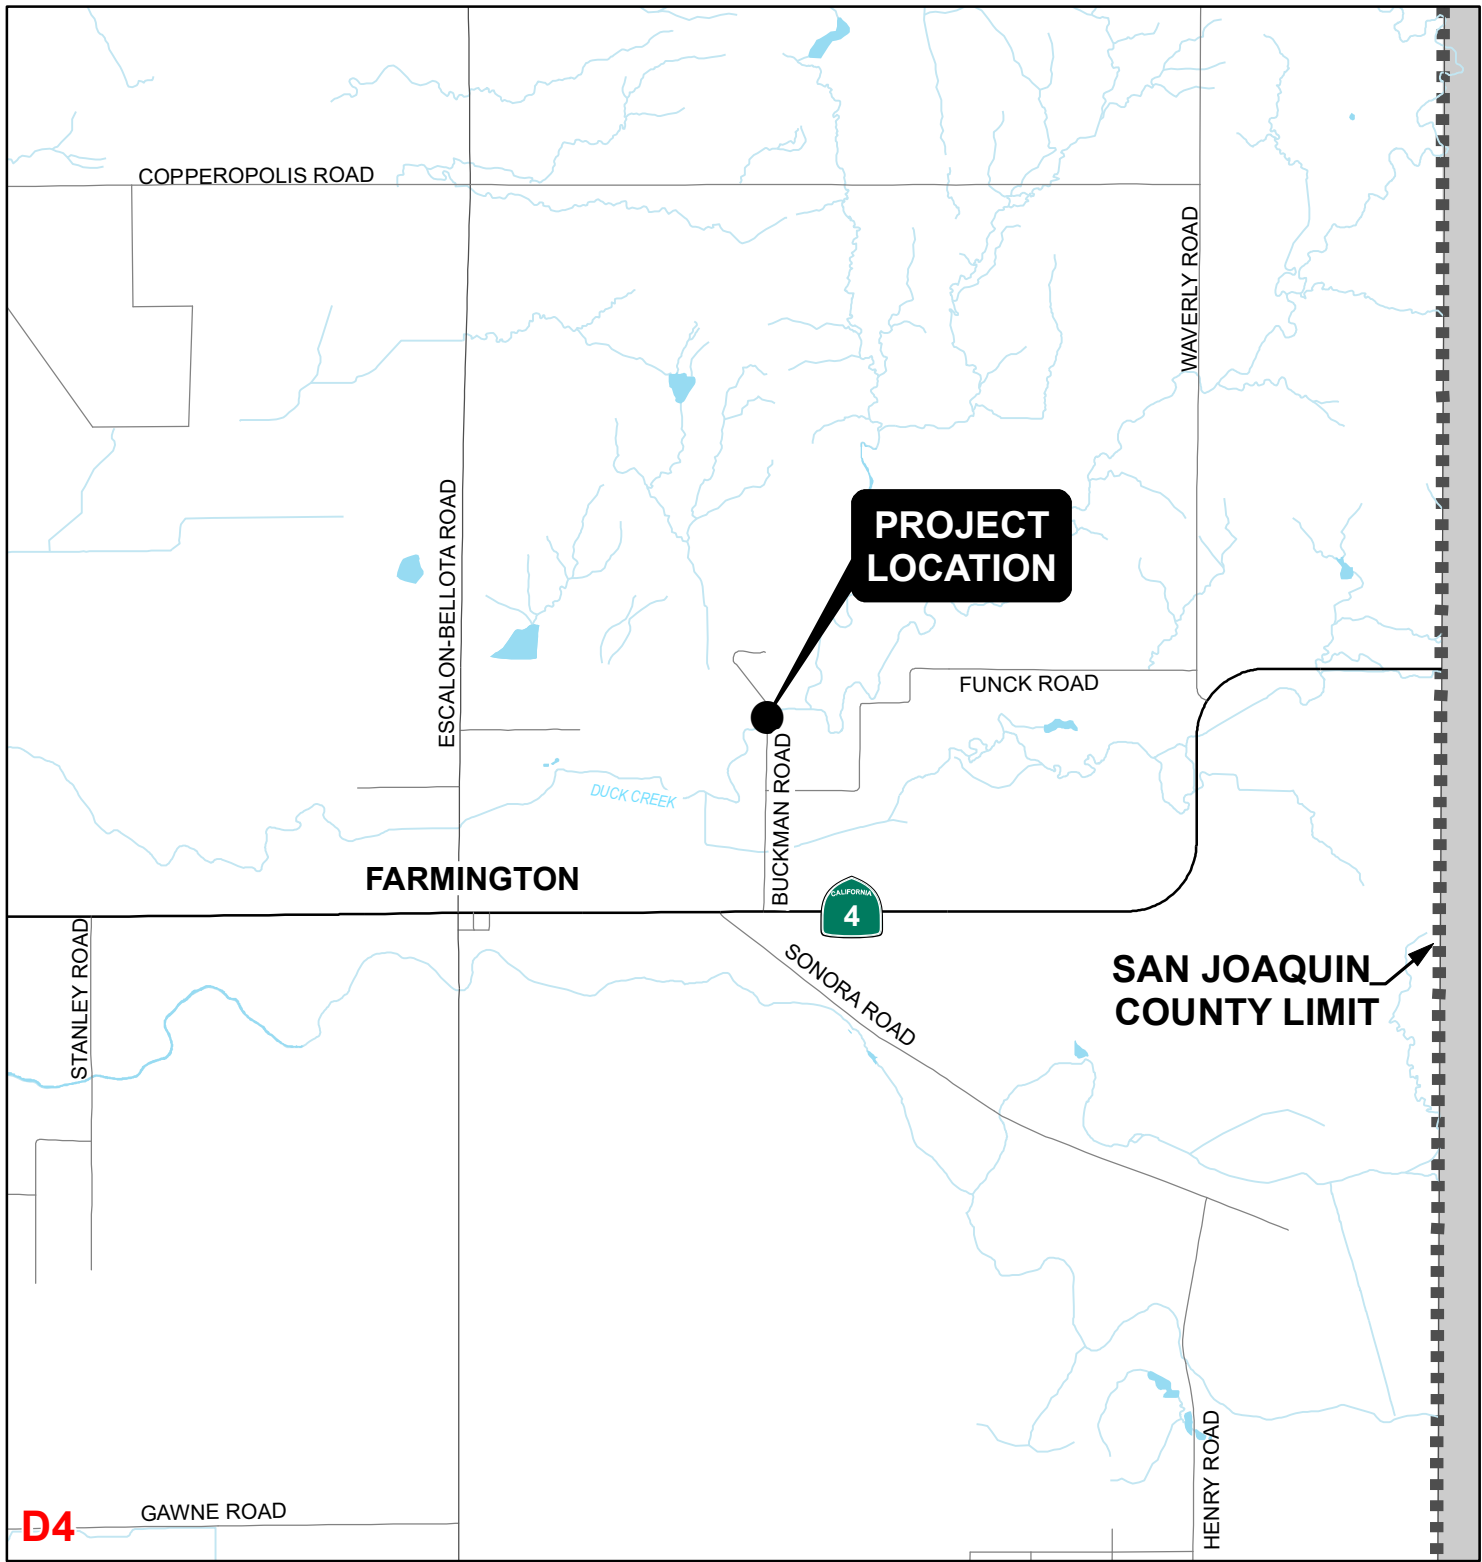 COPPEROPOLIS ROAD
WAVERLY ROAD
ESCALON-BELLOTA ROAD
PROJECT
LOCATION
FUNCK ROAD
DUCK CREEK
BUCKMAN ROAD
FARMINGTON
CALIFORNIA
4
STANLEY ROAD
SONORA ROAD
SAN JOAQUIN
COUNTY LIMIT
HENRY ROAD
GAWNE ROAD
D4